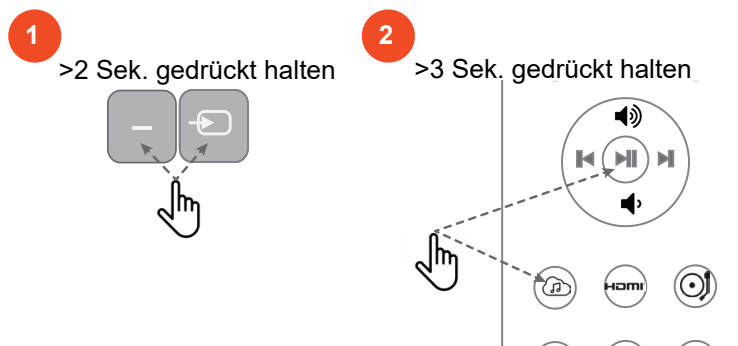 1
>2 Sek. gedrückt halten
2
>3 Sek. gedrückt halten
HDMI